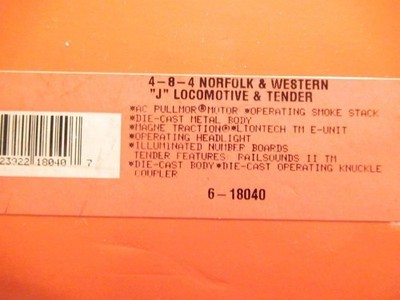 4-8-4 NORFOLK & WESTERN
"J" LOCOMOTIVE & TENDER
*AC PULLMOR® MOTOR *OPERATING SMOKE STACK
*DIE-CAST METAL BODY
*MAGNE TRACTION® *LIONTECH TM E-UNIT
*OPERATING HEADLIGHT
*ILLUMINATED NUMBER BOARDS
TENDER FEATURES: RAILSOUNDS II TM
*DIE-CAST BODY *DIE-CAST OPERATING KNUCKLE
COUPLER
23922 18040 7
6-18040